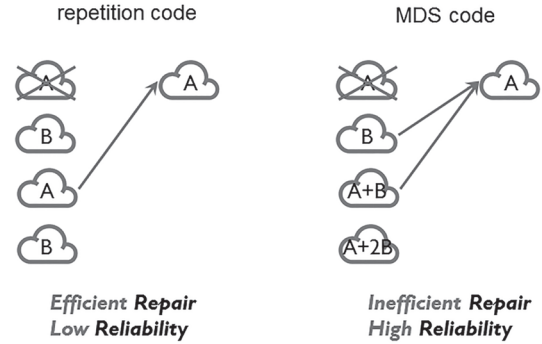 repetition code
A
A
B
A
B
Efficient Repair
Low Reliability
MDS code
A
A
B
A+B
A+2B
Inefficient Repair
High Reliability